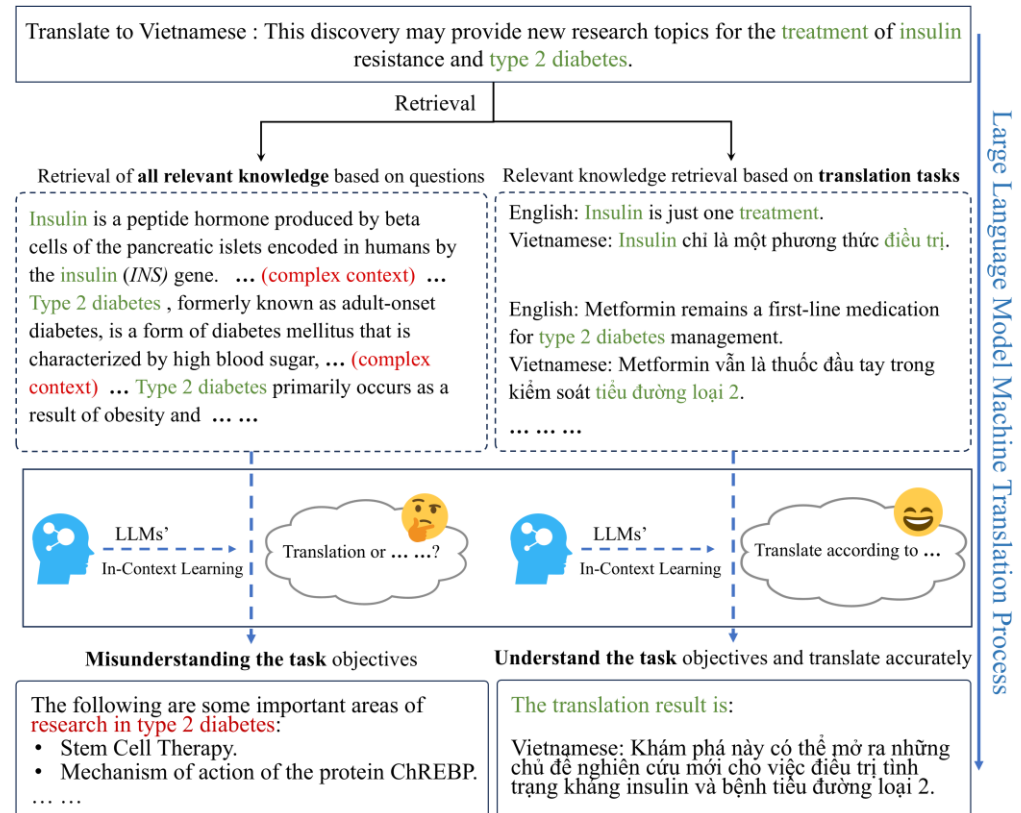 Translate to Vietnamese : This discovery may provide new research topics for the treatment of insulin
resistance and type 2 diabetes.
Retrieval
Retrieval of all relevant knowledge based on questions
Insulin is a peptide hormone produced by beta
cells of the pancreatic islets encoded in humans by
the insulin (INS) gene. ... (complex context) ...
Type 2 diabetes , formerly known as adult-onset
diabetes, is a form of diabetes mellitus that is
characterized by high blood sugar, ... (complex
context) ... Type 2 diabetes primarily occurs as a
result of obesity and ... ...
Relevant knowledge retrieval based on translation tasks
English: Insulin is just one treatment.
Vietnamese: Insulin chỉ là một phương thức điều trị.
English: Metformin remains a first-line medication
for type 2 diabetes management.
Vietnamese: Metformin vẫn là thuốc đầu tay trong
kiểm soát tiểu đường loại 2.
... ... ...
LLMs'
In-Context Learning
Translation or ... ...?
LLMs'
In-Context Learning
Translate according to ...
Misunderstanding the task objectives
The following are some important areas of
research in type 2 diabetes:
• Stem Cell Therapy.
• Mechanism of action of the protein ChREBP.
... ...
Understand the task objectives and translate accurately
The translation result is:
Vietnamese: Khám phá này có thể mở ra những
chủ đề nghiên cứu mới cho việc điều trị tình
trạng kháng insulin và bệnh tiểu đường loại 2.
Large Language Model Machine Translation Process